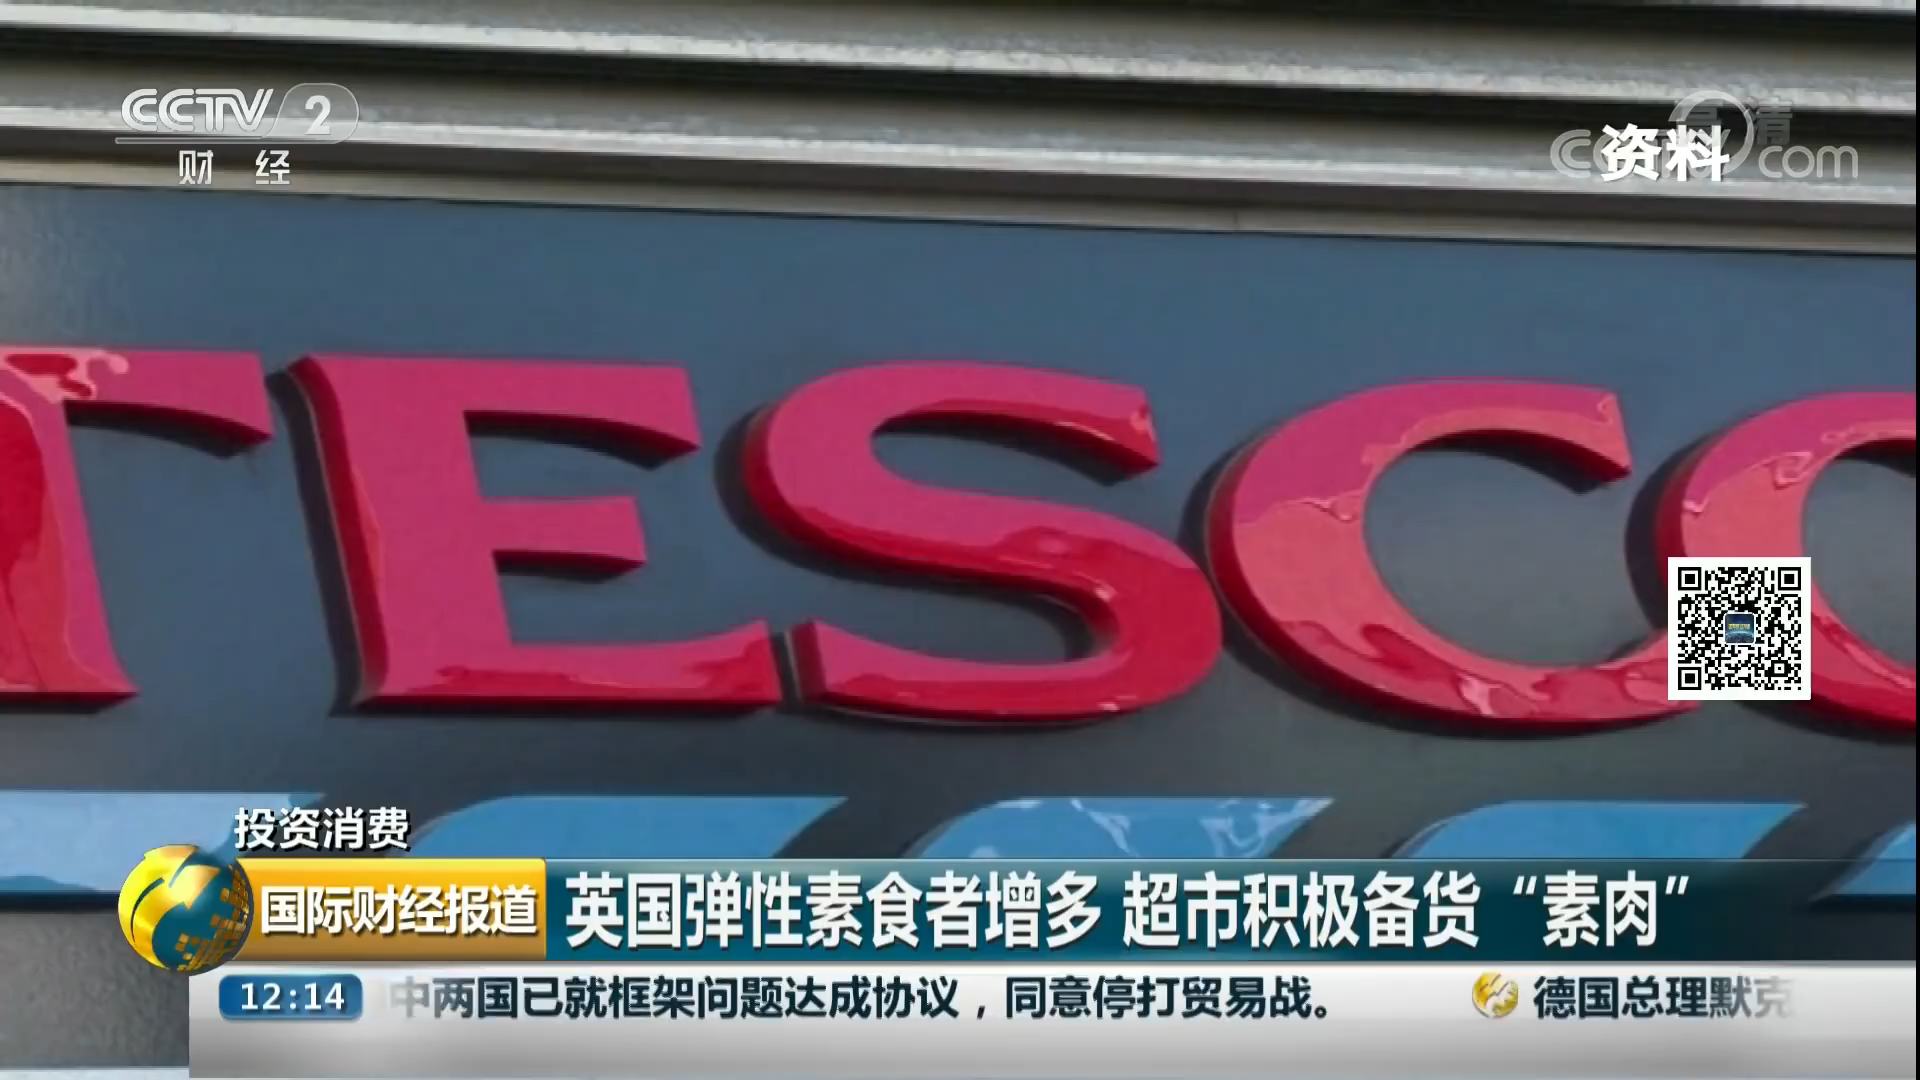 CCTV 2
财 经
高清
资料
com
TESCO
投资消费
国际财经报道
英国弹性素食者增多 超市积极备货“素肉”
12:14
中两国已就框架问题达成协议，同意停打贸易战。 德国总理默克